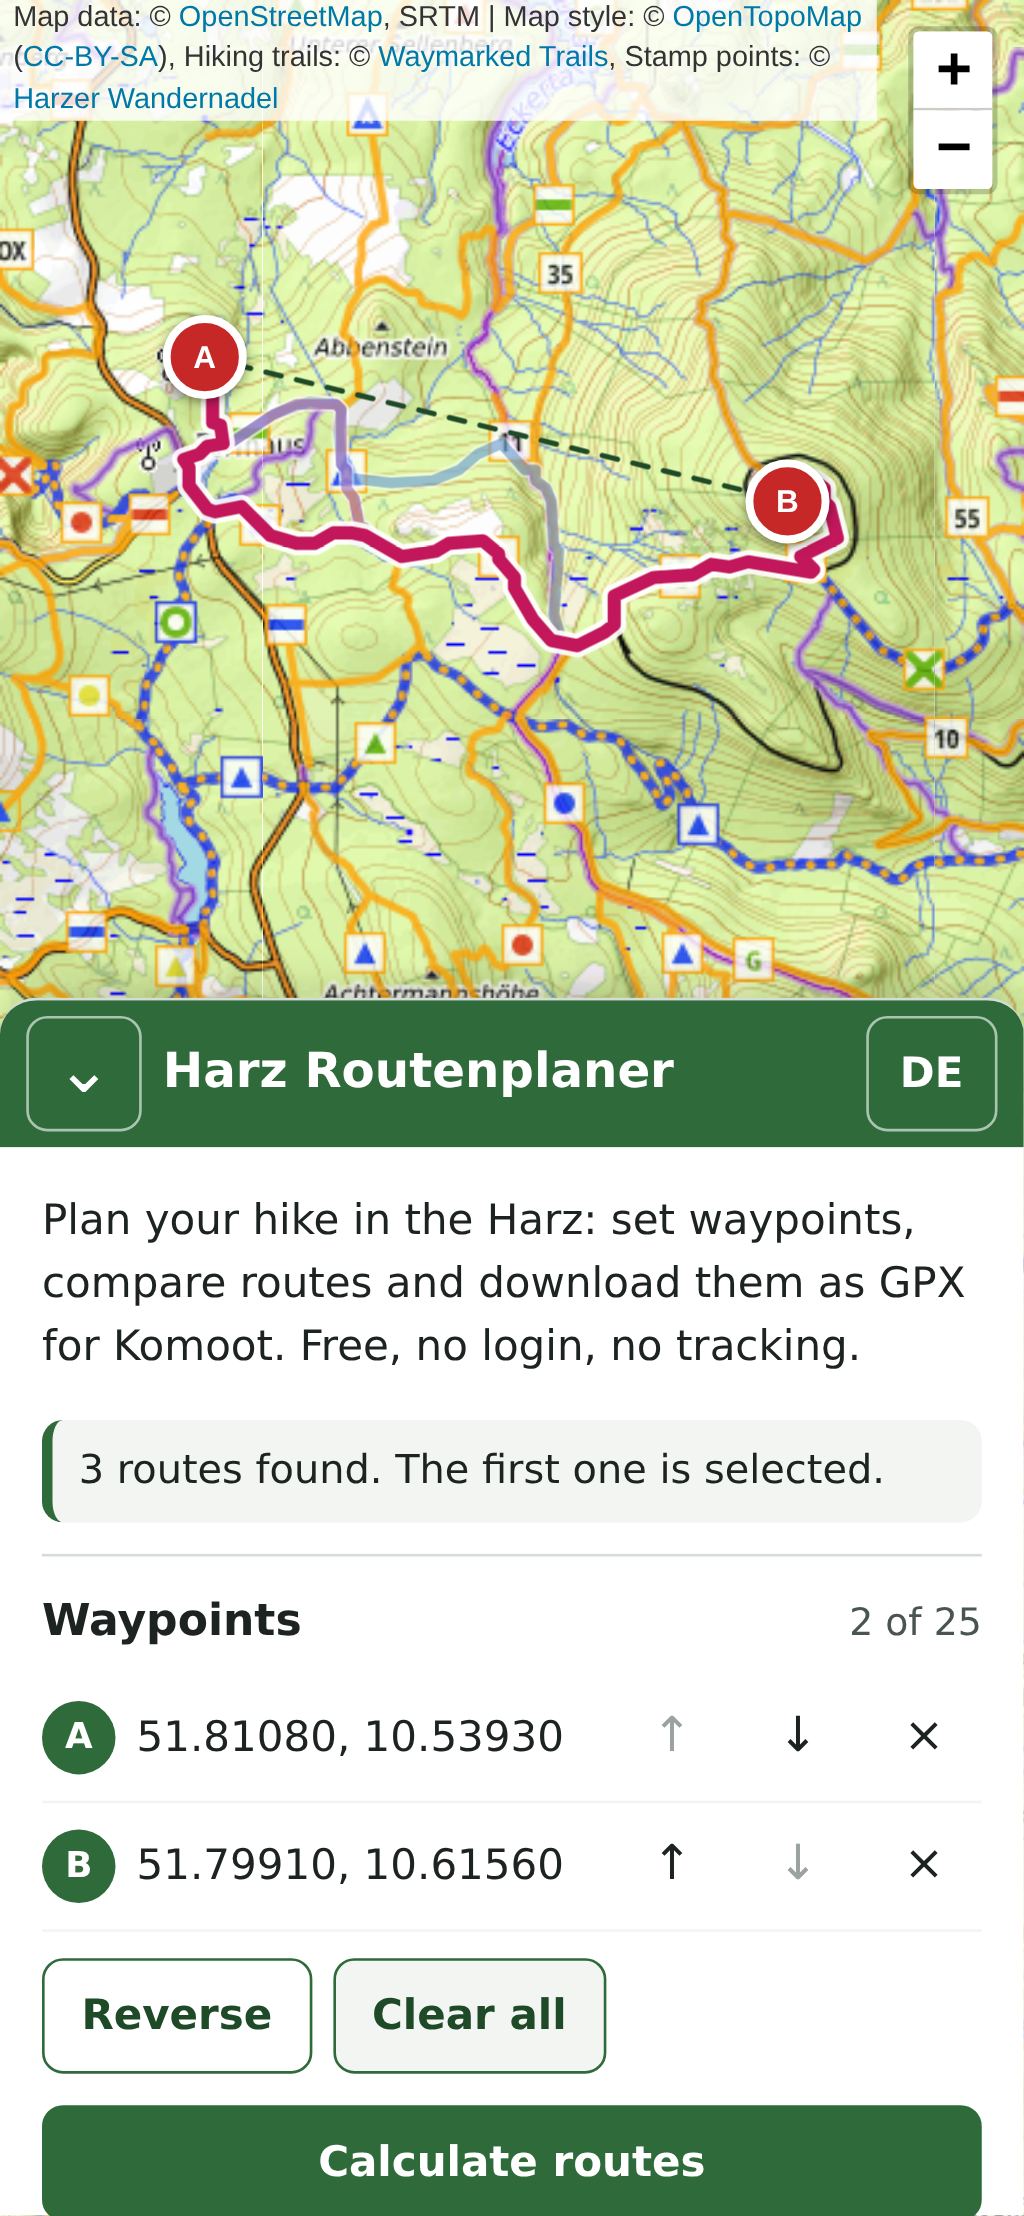 Map data: © OpenStreetMap, SRTM | Map style: © OpenTopoMap
(CC-BY-SA), Hiking trails: © Waymarked Trails, Stamp points: ©
Harzer Wandernadel
+
−
35
A
Abbenstein
B
55
10
G
Achtermannshöhe
Harz Routenplaner
DE
Plan your hike in the Harz: set waypoints,
compare routes and download them as GPX
for Komoot. Free, no login, no tracking.
3 routes found. The first one is selected.
Waypoints
2 of 25
A 51.81080, 10.53930 ↑ ↓ ×
B 51.79910, 10.61560 ↑ ↓ ×
Reverse
Clear all
Calculate routes